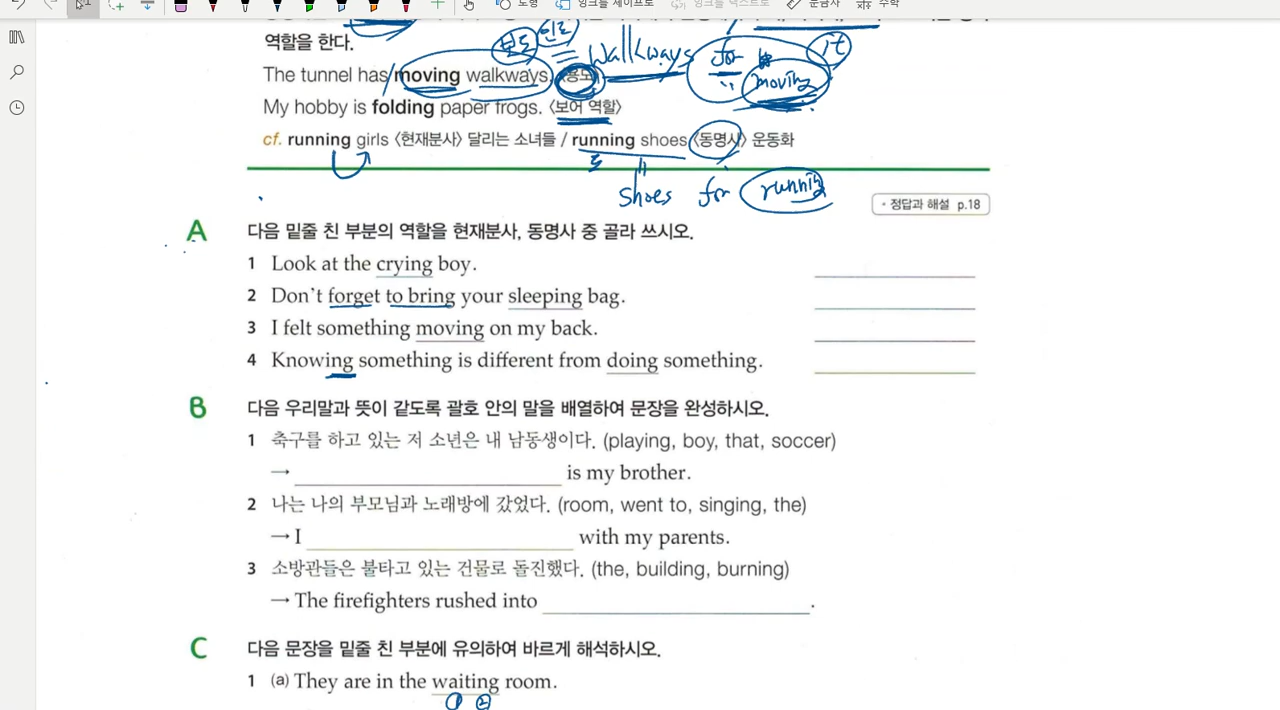 역할을 한다.
보도 인도
= walkways for it moving
The tunnel has moving walkways. 〈용도〉
My hobby is folding paper frogs. 〈보어 역할〉
cf. running girls 〈현재분사〉 달리는 소녀들 / running shoes 〈동명사〉 운동화
shoes for running
• 정답과 해설 p.18
A 다음 밑줄 친 부분의 역할을 현재분사, 동명사 중 골라 쓰시오.
1 Look at the crying boy.
2 Don't forget to bring your sleeping bag.
3 I felt something moving on my back.
4 Knowing something is different from doing something.
B 다음 우리말과 뜻이 같도록 괄호 안의 말을 배열하여 문장을 완성하시오.
1 축구를 하고 있는 저 소년은 내 남동생이다. (playing, boy, that, soccer)
→ is my brother.
2 나는 나의 부모님과 노래방에 갔었다. (room, went to, singing, the)
→ I with my parents.
3 소방관들은 불타고 있는 건물로 돌진했다. (the, building, burning)
→ The firefighters rushed into .
C 다음 문장을 밑줄 친 부분에 유의하여 바르게 해석하시오.
1 (a) They are in the waiting room.
① ②